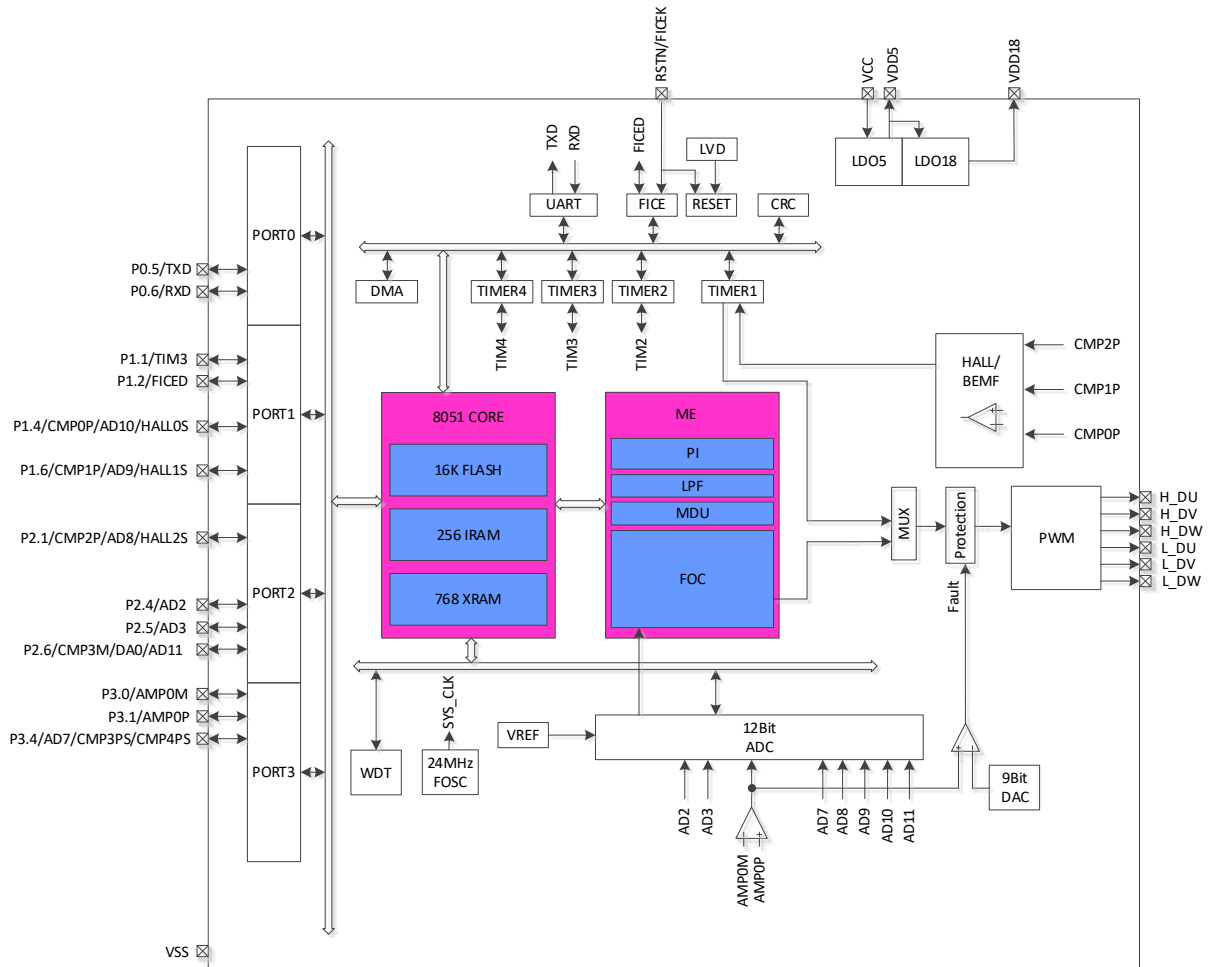 RSTN/FICEK
VCC
VDD5
VDD18
TXD
RXD
FICED
LVD
LDO5
LDO18
UART
FICE
RESET
CRC
PORT0
P0.5/TXD
P0.6/RXD
DMA
TIMER4
TIMER3
TIMER2
TIMER1
TIM4
TIM3
TIM2
P1.1/TIM3
P1.2/FICED
P1.4/CMP0P/AD10/HALL0S
P1.6/CMP1P/AD9/HALL1S
PORT1
HALL/
BEMF
CMP2P
CMP1P
CMP0P
8051 CORE
16K FLASH
256 IRAM
768 XRAM
ME
PI
LPF
MDU
FOC
MUX
Protection
Fault
PWM
H_DU
H_DV
H_DW
L_DU
L_DV
L_DW
P2.1/CMP2P/AD8/HALL2S
P2.4/AD2
P2.5/AD3
P2.6/CMP3M/DA0/AD11
PORT2
P3.0/AMP0M
P3.1/AMP0P
P3.4/AD7/CMP3PS/CMP4PS
PORT3
SYS_CLK
WDT
24MHz
FOSC
VREF
12Bit
ADC
9Bit
DAC
AD2
AD3
AMP0M
AMP0P
AD7
AD8
AD9
AD10
AD11
VSS